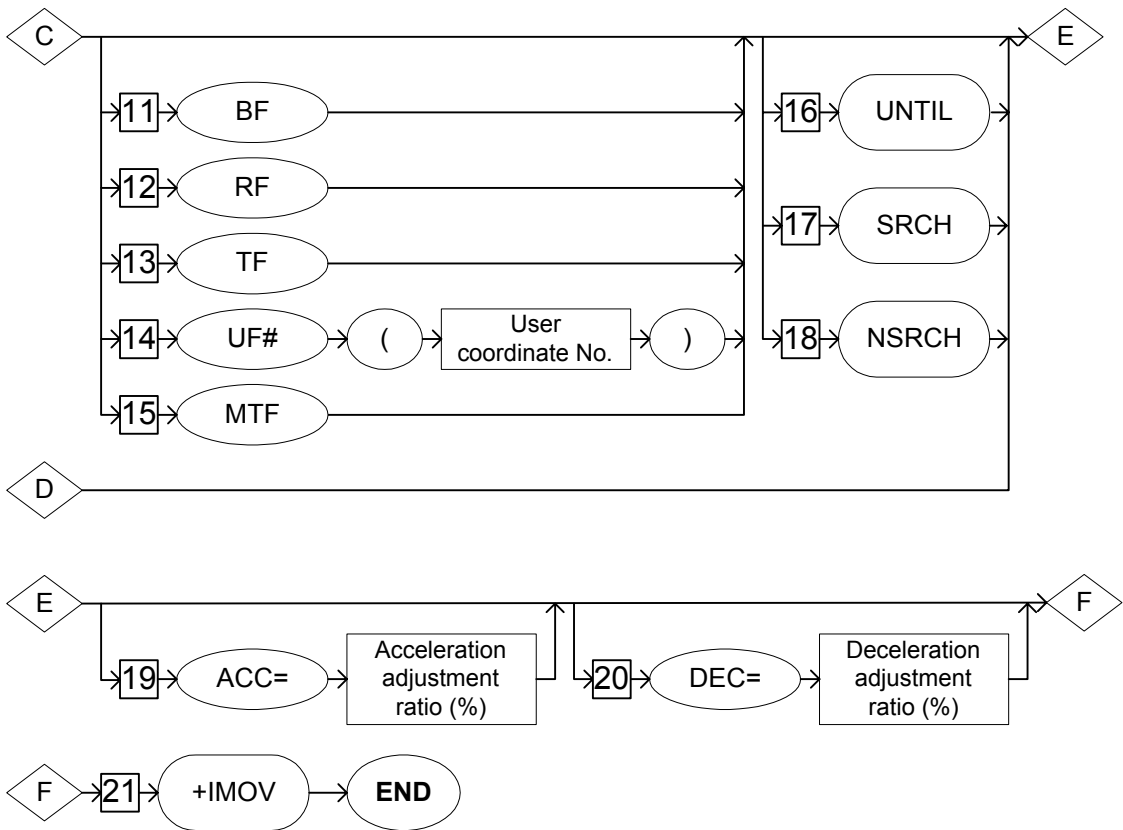 C
E
11
BF
16
UNTIL
12
RF
17
SRCH
13
TF
14
UF#
(
User
coordinate No.
)
18
NSRCH
15
MTF
D
E
F
19
ACC=
Acceleration
adjustment
ratio (%)
20
DEC=
Deceleration
adjustment
ratio (%)
F
21
+IMOV
END